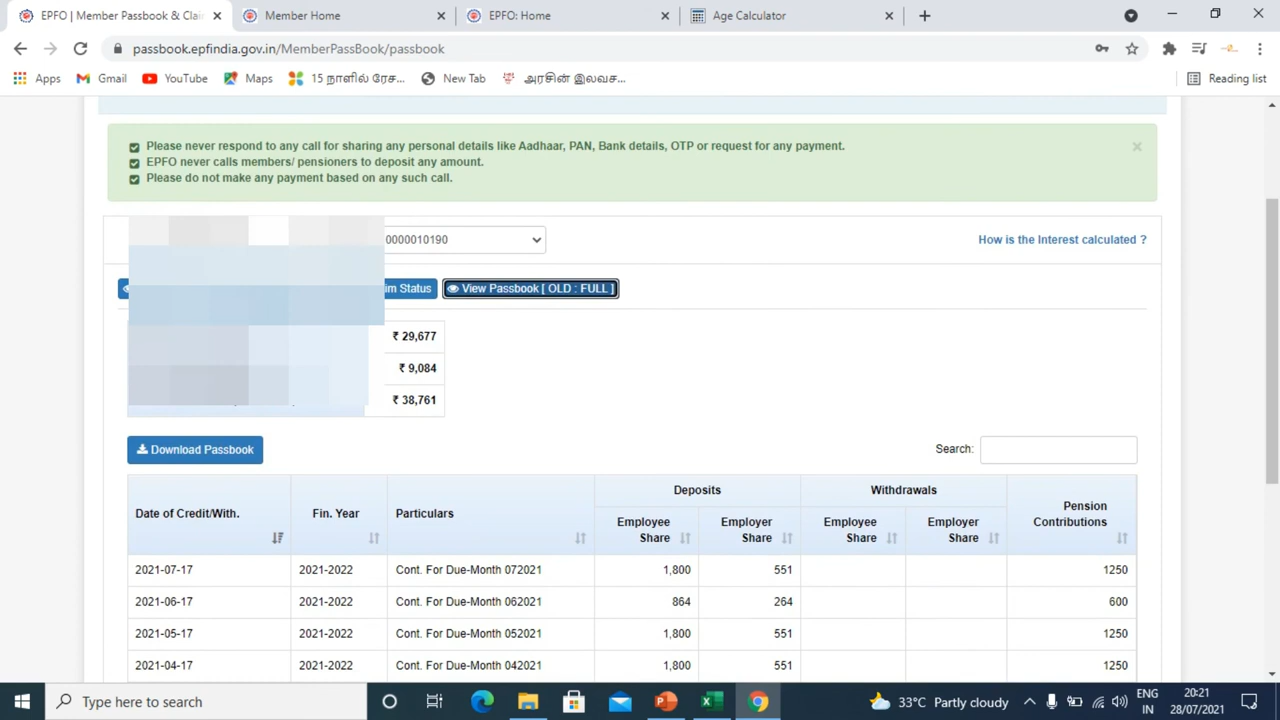 EPFO | Member Passbook & Clai
Member Home
EPFO: Home
Age Calculator
passbook.epfindia.gov.in/MemberPassBook/passbook
Apps
Gmail
YouTube
Maps
15 நாளில் ரேச...
New Tab
அரசின் இலவச...
Reading list
Please never respond to any call for sharing any personal details like Aadhaar, PAN, Bank details, OTP or request for any payment.
EPFO never calls members/ pensioners to deposit any amount.
Please do not make any payment based on any such call.
0000010190
How is the Interest calculated ?
im Status
View Passbook [ OLD : FULL ]
₹ 29,677
₹ 9,084
₹ 38,761
Download Passbook
Search:
Date of Credit/With.
Fin. Year
Particulars
Deposits
Withdrawals
Pension Contributions
Employee Share
Employer Share
Employee Share
Employer Share
2021-07-17 2021-2022 Cont. For Due-Month 072021 1,800 551 1250
2021-06-17 2021-2022 Cont. For Due-Month 062021 864 264 600
2021-05-17 2021-2022 Cont. For Due-Month 052021 1,800 551 1250
2021-04-17 2021-2022 Cont. For Due-Month 042021 1,800 551 1250
Type here to search
33°C Partly cloudy
ENG
IN
20:21
28/07/2021